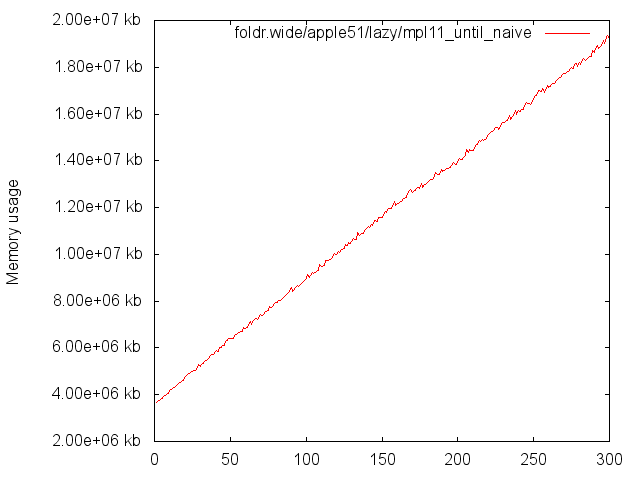 2.00e+07 kb
foldr.wide/apple51/lazy/mpl11_until_naive
1.80e+07 kb
1.60e+07 kb
1.40e+07 kb
1.20e+07 kb
1.00e+07 kb
8.00e+06 kb
6.00e+06 kb
4.00e+06 kb
2.00e+06 kb
Memory usage
0 50 100 150 200 250 300